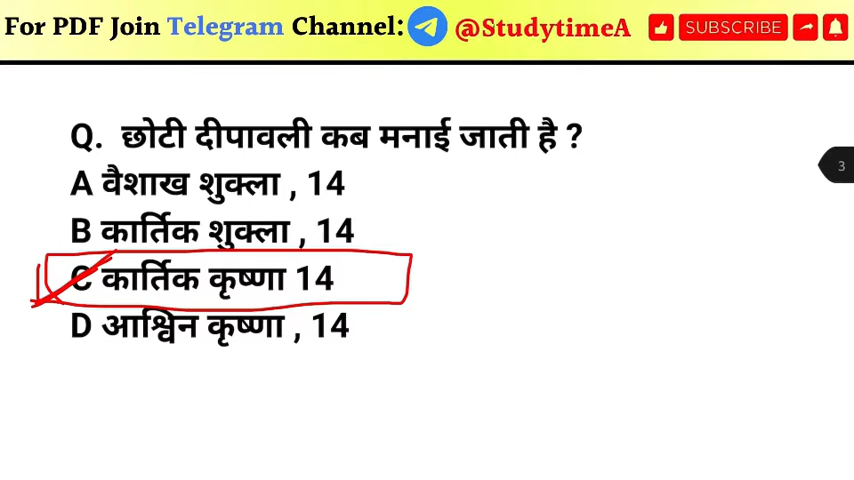 For PDF Join Telegram Channel: @StudytimeA SUBSCRIBE
3
Q. छोटी दीपावली कब मनाई जाती है ?
A वैशाख शुक्ला , 14
B कार्तिक शुक्ला , 14
C कार्तिक कृष्णा 14
D आश्विन कृष्णा , 14